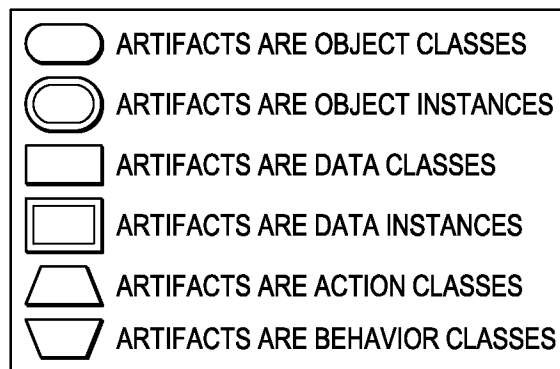 ARTIFACTS ARE OBJECT CLASSES
ARTIFACTS ARE OBJECT INSTANCES
ARTIFACTS ARE DATA CLASSES
ARTIFACTS ARE DATA INSTANCES
ARTIFACTS ARE ACTION CLASSES
ARTIFACTS ARE BEHAVIOR CLASSES